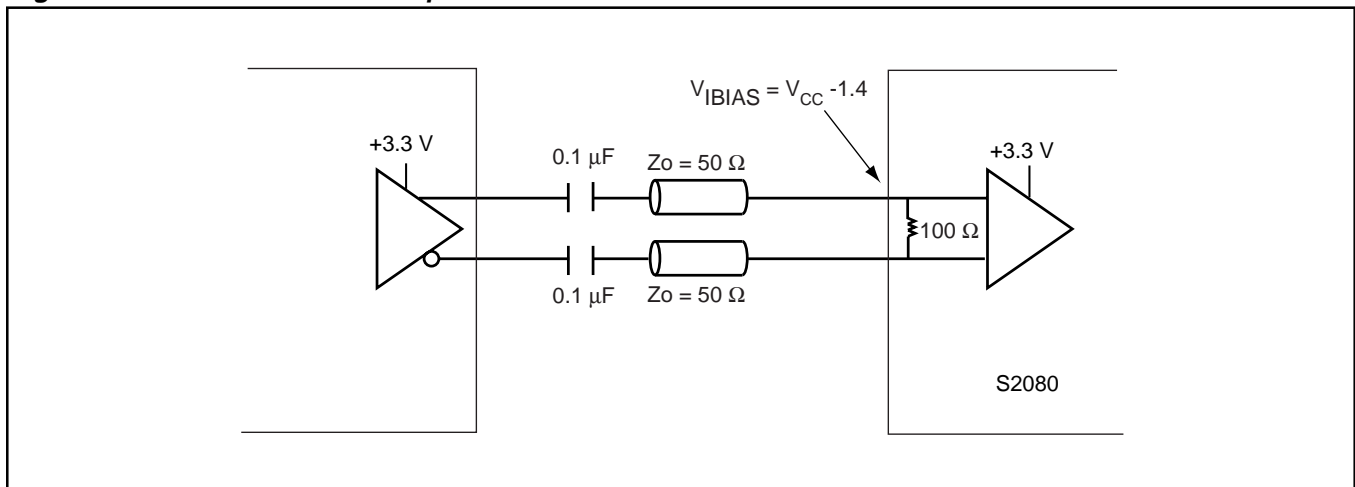 V_IBIAS = V_CC -1.4
+3.3 V
0.1 μF
Zo = 50 Ω
+3.3 V
100 Ω
0.1 μF
Zo = 50 Ω
S2080